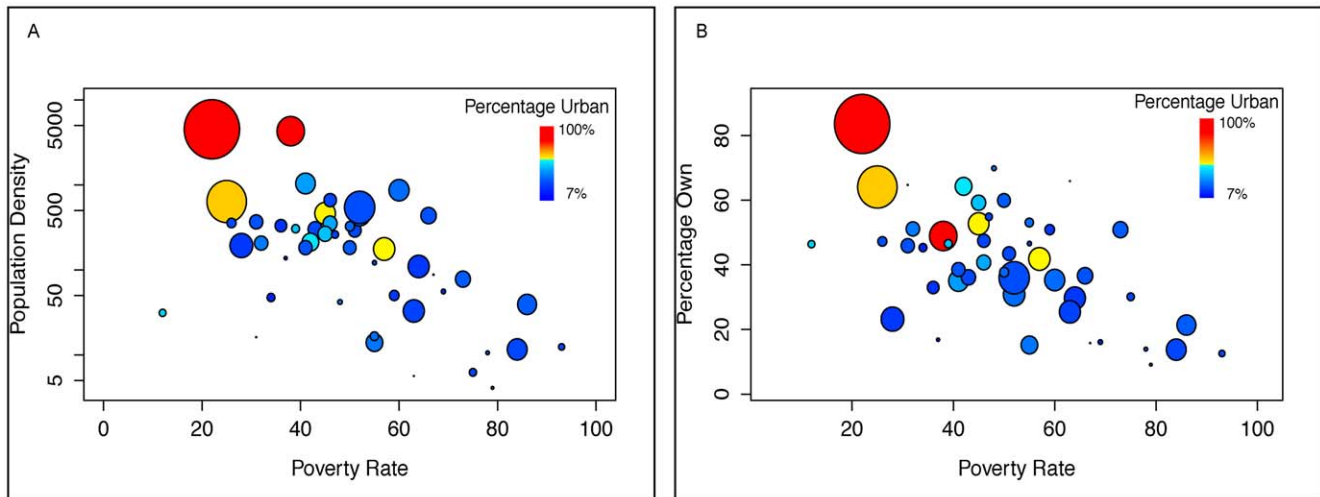 A
Percentage Urban
100%
7%
Population Density
5000
500
50
5
0 20 40 60 80 100
Poverty Rate
B
Percentage Urban
100%
7%
Percentage Own
80
60
40
20
0
20 40 60 80 100
Poverty Rate